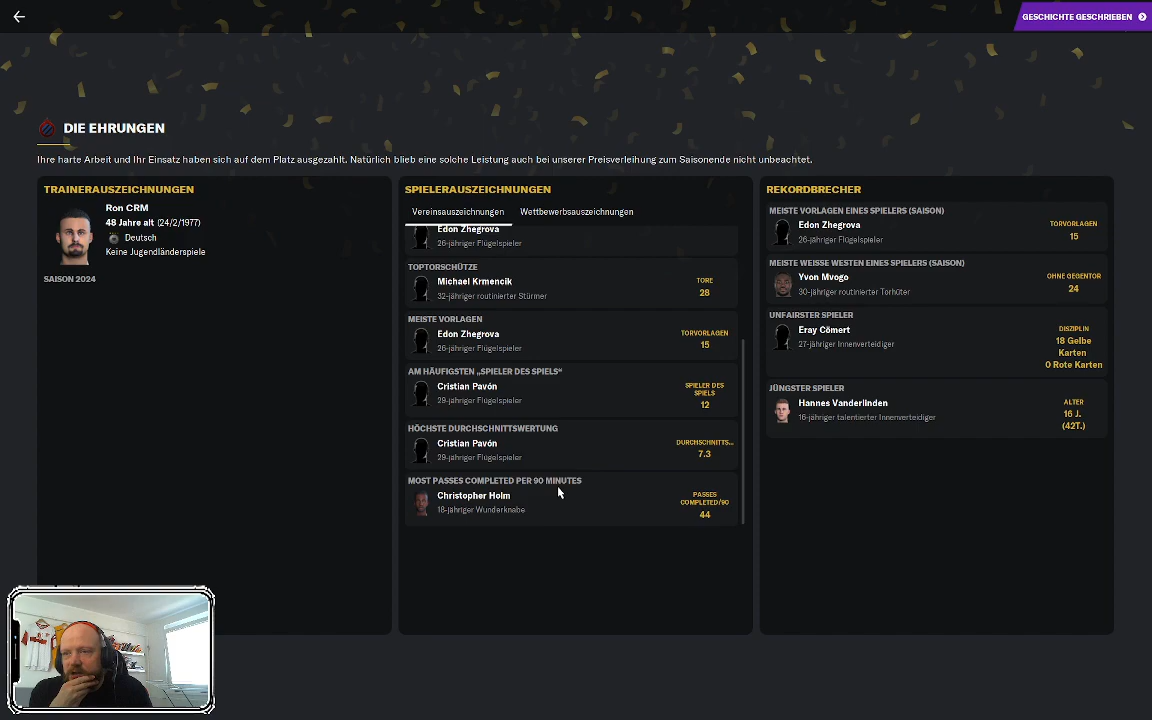 GESCHICHTE GESCHRIEBEN
DIE EHRUNGEN
Ihre harte Arbeit und Ihr Einsatz haben sich auf dem Platz ausgezahlt. Natürlich blieb eine solche Leistung auch bei unserer Preisverleihung zum Saisonende nicht unbeachtet.
TRAINERAUSZEICHNUNGEN
Ron CRM
48 Jahre alt (24/2/1977)
Deutsch
Keine Jugendländerspiele
SAISON 2024
SPIELERAUSZEICHNUNGEN
Vereinsauszeichnungen Wettbewerbsauszeichnungen
Edon Zhegrova
26-jähriger Flügelspieler
TOPTORSCHÜTZE
Michael Krmencik
32-jähriger routinierter Stürmer
TORE
28
MEISTE VORLAGEN
Edon Zhegrova
26-jähriger Flügelspieler
TORVORLAGEN
15
AM HÄUFIGSTEN „SPIELER DES SPIELS“
Cristian Pavón
29-jähriger Flügelspieler
SPIELER DES
SPIELS
12
HÖCHSTE DURCHSCHNITTSWERTUNG
Cristian Pavón
29-jähriger Flügelspieler
DURCHSCHNITTS...
7.3
MOST PASSES COMPLETED PER 90 MINUTES
Christopher Holm
18-jähriger Wunderknabe
PASSES
COMPLETED/90
44
REKORDBRECHER
MEISTE VORLAGEN EINES SPIELERS (SAISON)
Edon Zhegrova
26-jähriger Flügelspieler
TORVORLAGEN
15
MEISTE WEISSE WESTEN EINES SPIELERS (SAISON)
Yvon Mvogo
30-jähriger routinierter Torhüter
OHNE GEGENTOR
24
UNFAIRSTER SPIELER
Eray Cömert
27-jähriger Innenverteidiger
DISZIPLIN
18 Gelbe
Karten
0 Rote Karten
JÜNGSTER SPIELER
Hannes Vanderlinden
16-jähriger talentierter Innenverteidiger
ALTER
16 J.
(42T.)